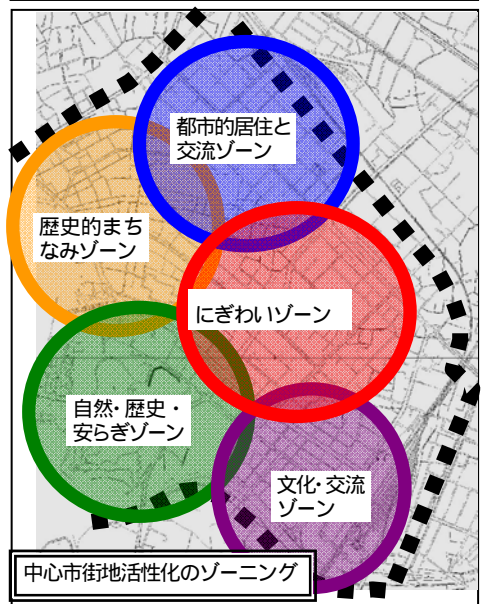 都市的居住と
交流ゾーン
歴史的まち
なみゾーン
にぎわいゾーン
自然・歴史・
安らぎゾーン
文化・交流
ゾーン
中心市街地活性化のゾーニング